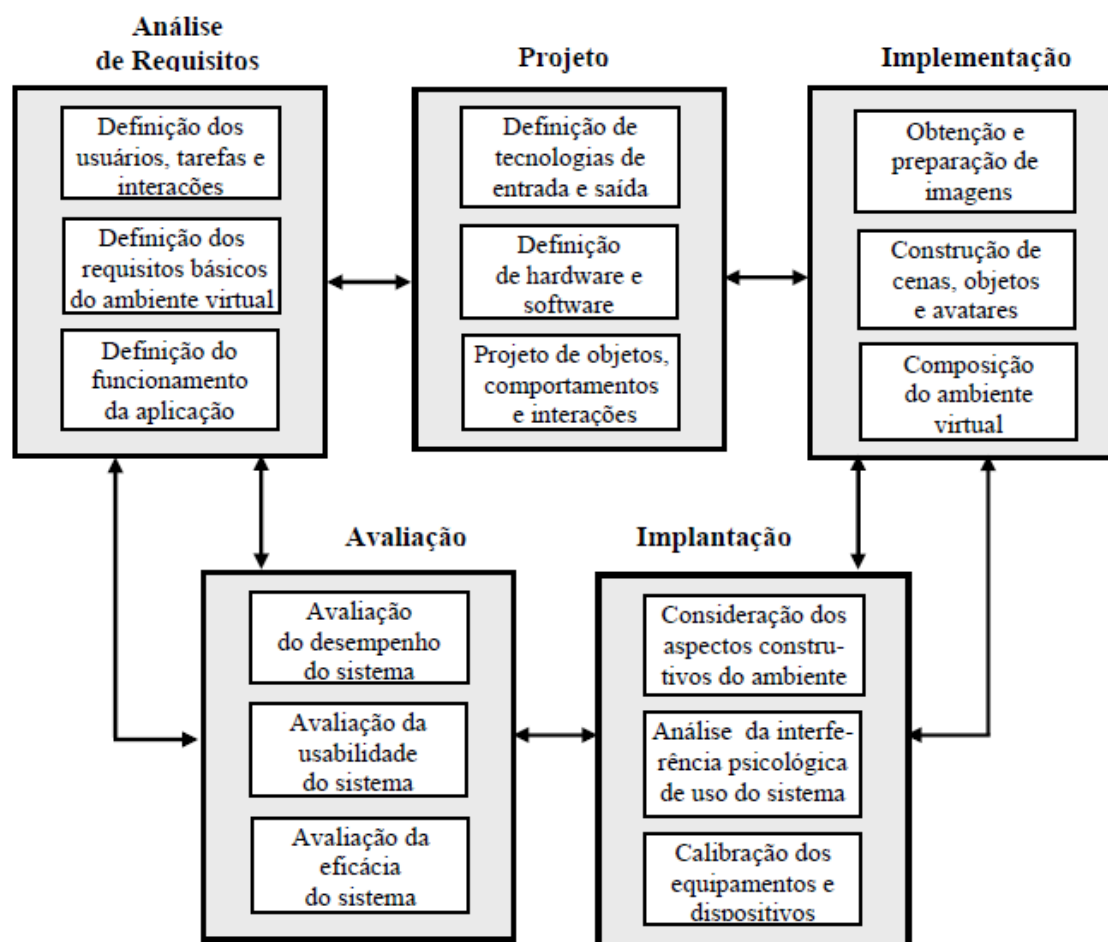 Análise
de Requisitos
Definição dos
usuários, tarefas e
interações
Definição dos
requisitos básicos
do ambiente virtual
Definição do
funcionamento
da aplicação
Projeto
Definição de
tecnologias de
entrada e saída
Definição
de hardware e
software
Projeto de objetos,
comportamentos
e interações
Implementação
Obtenção e
preparação de
imagens
Construção de
cenas, objetos
e avatares
Composição
do ambiente
virtual
Avaliação
Avaliação
do desempenho
do sistema
Avaliação da
usabilidade
do sistema
Avaliação da
eficácia
do sistema
Implantação
Consideração dos
aspectos constru-
tivos do ambiente
Análise da interfe-
rência psicológica
de uso do sistema
Calibração dos
equipamentos e
dispositivos